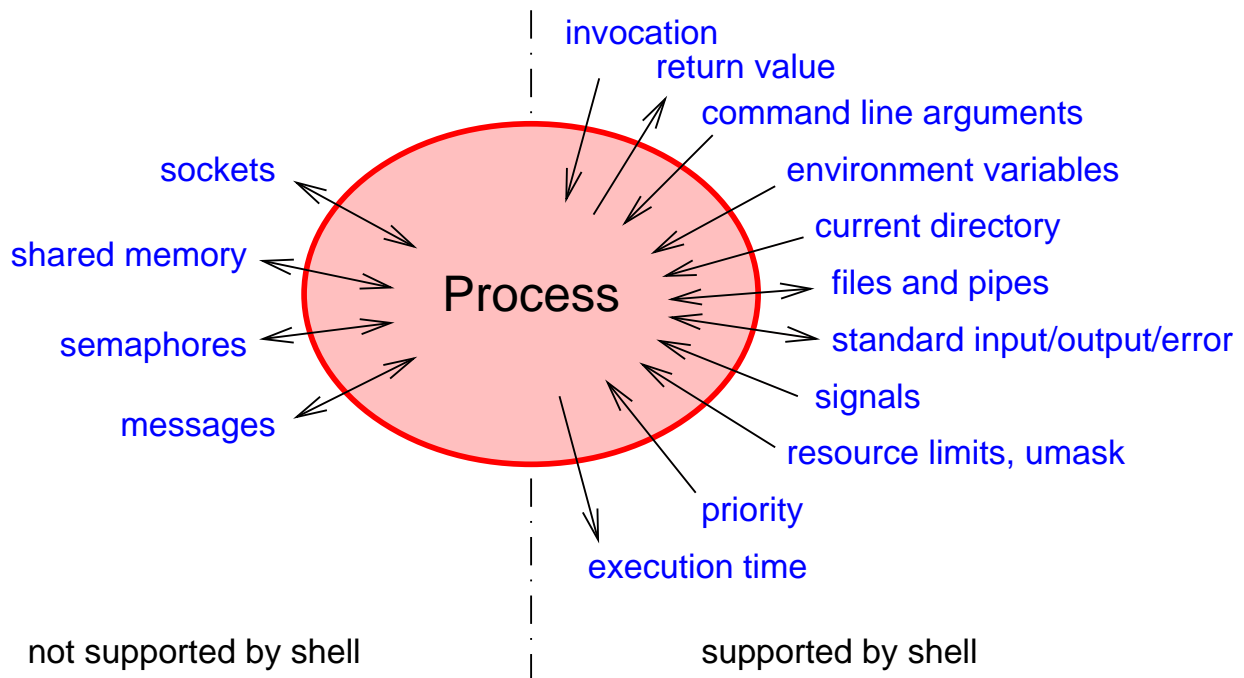 invocation
return value
command line arguments
sockets
environment variables
current directory
shared memory
files and pipes
Process
semaphores
standard input/output/error
signals
messages
resource limits, umask
priority
execution time
not supported by shell
supported by shell